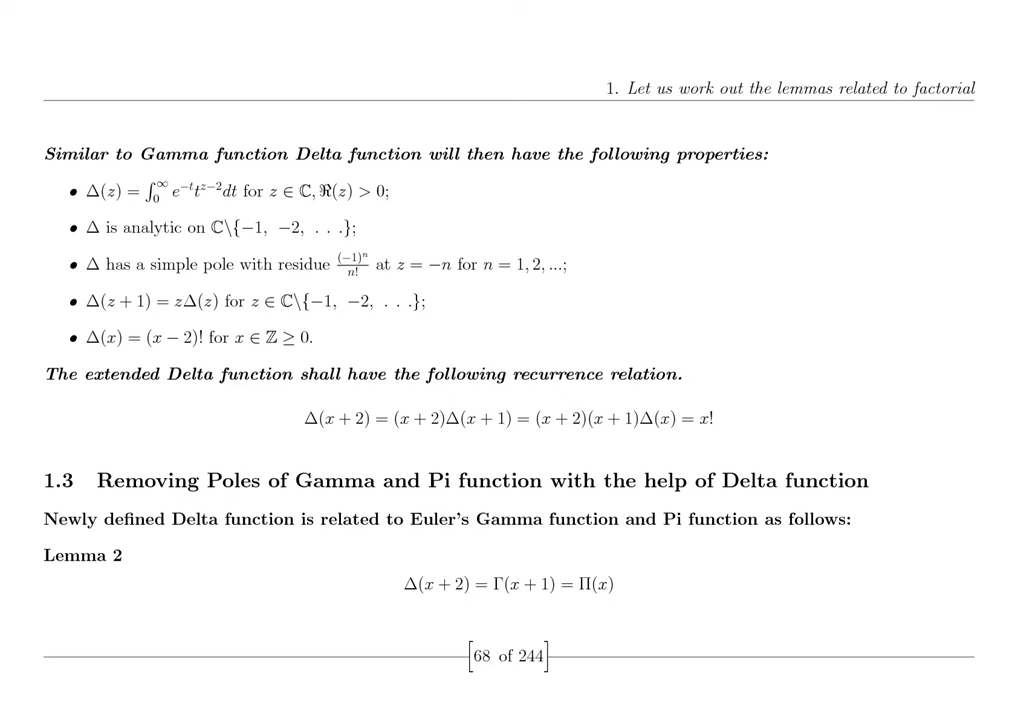 1. Let us work out the lemmas related to factorial
Similar to Gamma function Delta function will then have the following properties:
• Δ(z) = ∫₀^∞ e^{−t}t^{z−2}dt for z ∈ ℂ, ℜ(z) > 0;
• Δ is analytic on ℂ\{−1, −2, . . .};
• Δ has a simple pole with residue (−1)^n/n! at z = −n for n = 1, 2, ...;
• Δ(z + 1) = zΔ(z) for z ∈ ℂ\{−1, −2, . . .};
• Δ(x) = (x − 2)! for x ∈ ℤ ≥ 0.
The extended Delta function shall have the following recurrence relation.
Δ(x + 2) = (x + 2)Δ(x + 1) = (x + 2)(x + 1)Δ(x) = x!
1.3 Removing Poles of Gamma and Pi function with the help of Delta function
Newly defined Delta function is related to Euler's Gamma function and Pi function as follows:
Lemma 2
Δ(x + 2) = Γ(x + 1) = Π(x)
[68 of 244]